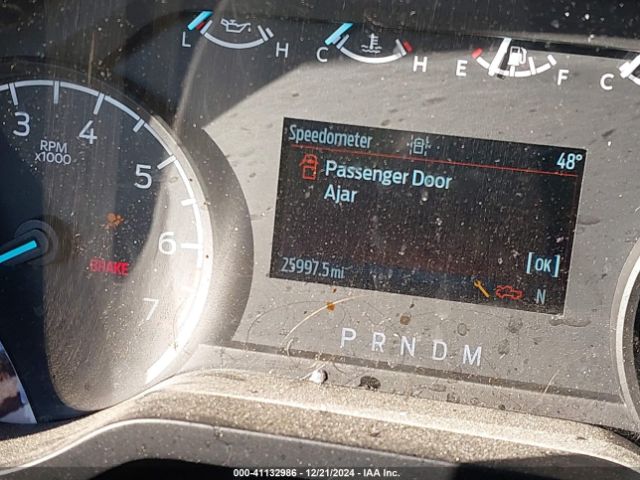 L H C H E F C
3
4
5
6
7
RPM
x1000
BRAKE
Speedometer
48°
Passenger Door
Ajar
25997.5 mi
[OK]
N
P R N D M
000-41132986 - 12/21/2024 - IAA Inc.